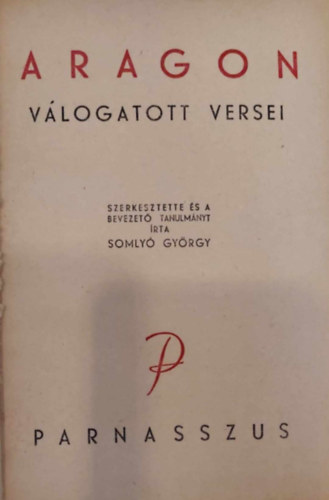 ARAGON
VÁLOGATOTT VERSEI
SZERKESZTETTE ÉS A
BEVEZETŐ TANULMÁNYT
ÍRTA
SOMLYÓ GYÖRGY
P
PARNASSZUS